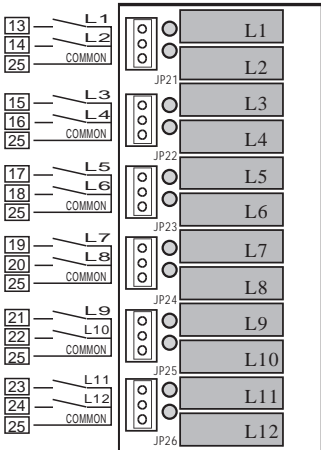 13 L1 L1
14 L2
25 COMMON L2
JP21
15 L3 L3
16 L4
25 COMMON L4
JP22
17 L5 L5
18 L6
25 COMMON L6
JP23
19 L7 L7
20 L8
25 COMMON L8
JP24
21 L9 L9
22 L10
25 COMMON L10
JP25
23 L11 L11
24 L12
25 COMMON L12
JP26